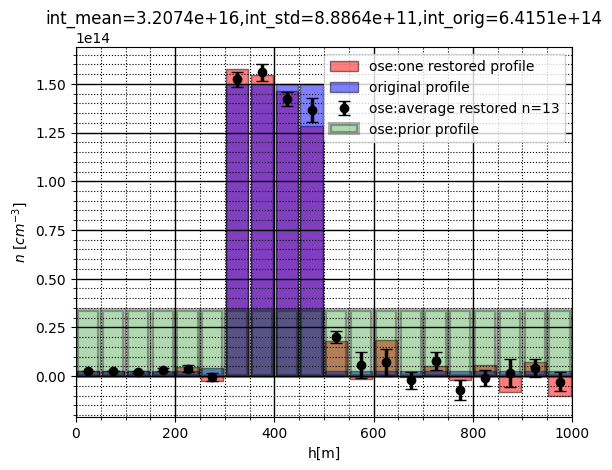 int_mean=3.2074e+16,int_std=8.8864e+11,int_orig=6.4151e+14
1e14
ose:one restored profile
original profile
ose:average restored n=13
ose:prior profile
1.50
1.25
1.00
0.75
0.50
0.25
0.00
n [cm⁻³]
0 200 400 600 800 1000
h[m]